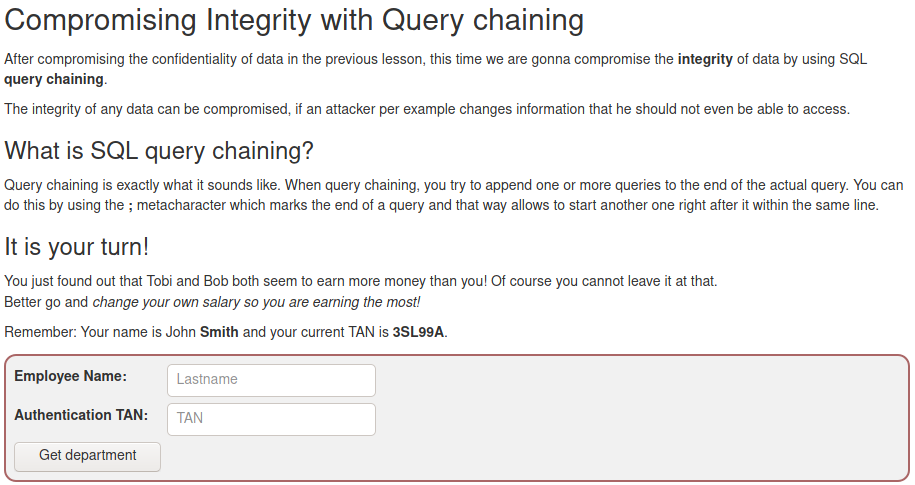 Compromising Integrity with Query chaining
After compromising the confidentiality of data in the previous lesson, this time we are gonna compromise the integrity of data by using SQL
query chaining.
The integrity of any data can be compromised, if an attacker per example changes information that he should not even be able to access.
What is SQL query chaining?
Query chaining is exactly what it sounds like. When query chaining, you try to append one or more queries to the end of the actual query. You can
do this by using the ; metacharacter which marks the end of a query and that way allows to start another one right after it within the same line.
It is your turn!
You just found out that Tobi and Bob both seem to earn more money than you! Of course you cannot leave it at that.
Better go and change your own salary so you are earning the most!
Remember: Your name is John Smith and your current TAN is 3SL99A.
Employee Name: Lastname
Authentication TAN: TAN
Get department